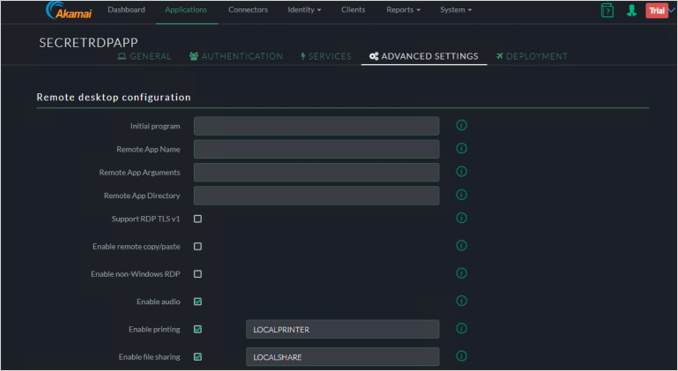 Akamai Dashboard Applications Connectors Identity Clients Reports System Trial
SECRETRDPAPP
GENERAL AUTHENTICATION SERVICES ADVANCED SETTINGS DEPLOYMENT
Remote desktop configuration
Initial program
Remote App Name
Remote App Arguments
Remote App Directory
Support RDP TLS v1
Enable remote copy/paste
Enable non-Windows RDP
Enable audio
Enable printing LOCALPRINTER
Enable file sharing LOCALSHARE